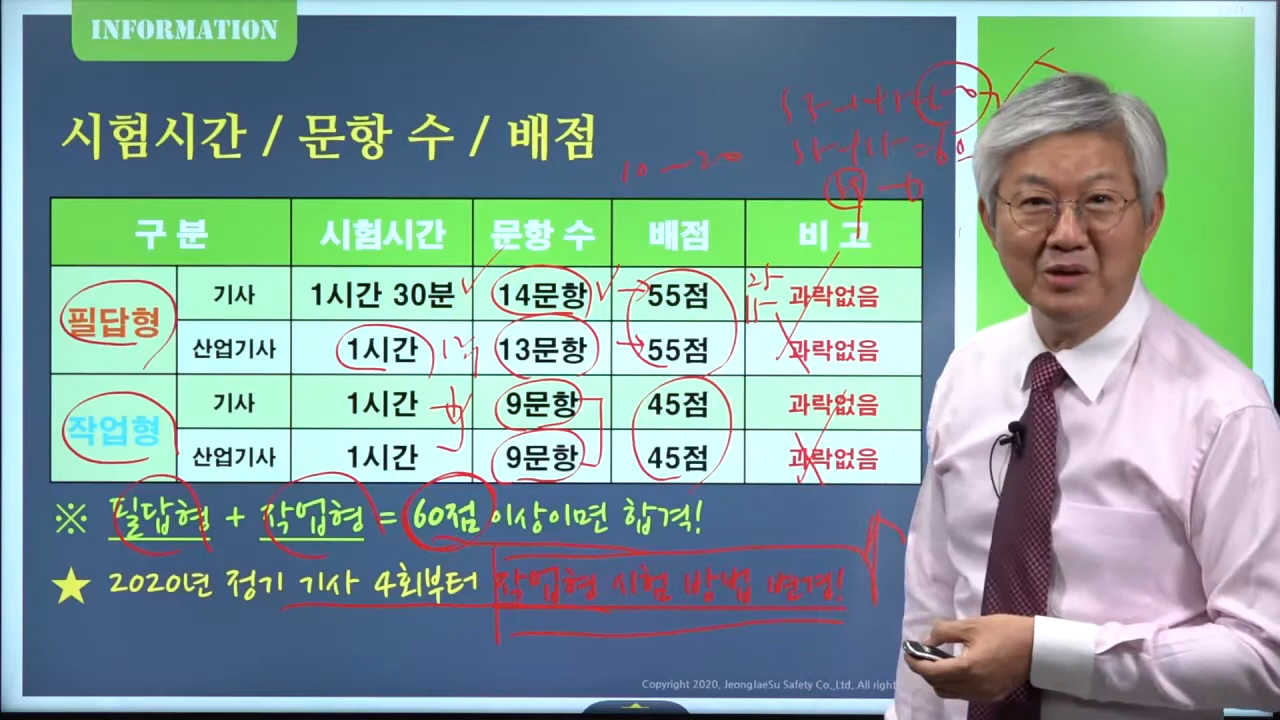 INFORMATION
시험시간 / 문항 수 / 배점
10 20
구분 시험시간 문항 수 배점 비고
필답형 기사 1시간 30분 14문항 55점 과락없음
산업기사 1시간 13문항 55점 과락없음
작업형 기사 1시간 9문항 45점 과락없음
산업기사 1시간 9문항 45점 과락없음
※ 필답형 + 작업형 = 60점 이상이면 합격!
★ 2020년 정기 기사 4회부터 작업형 시험 방법 변경!
Copyright 2020, JeongJaeSu Safety Co.,Ltd, All